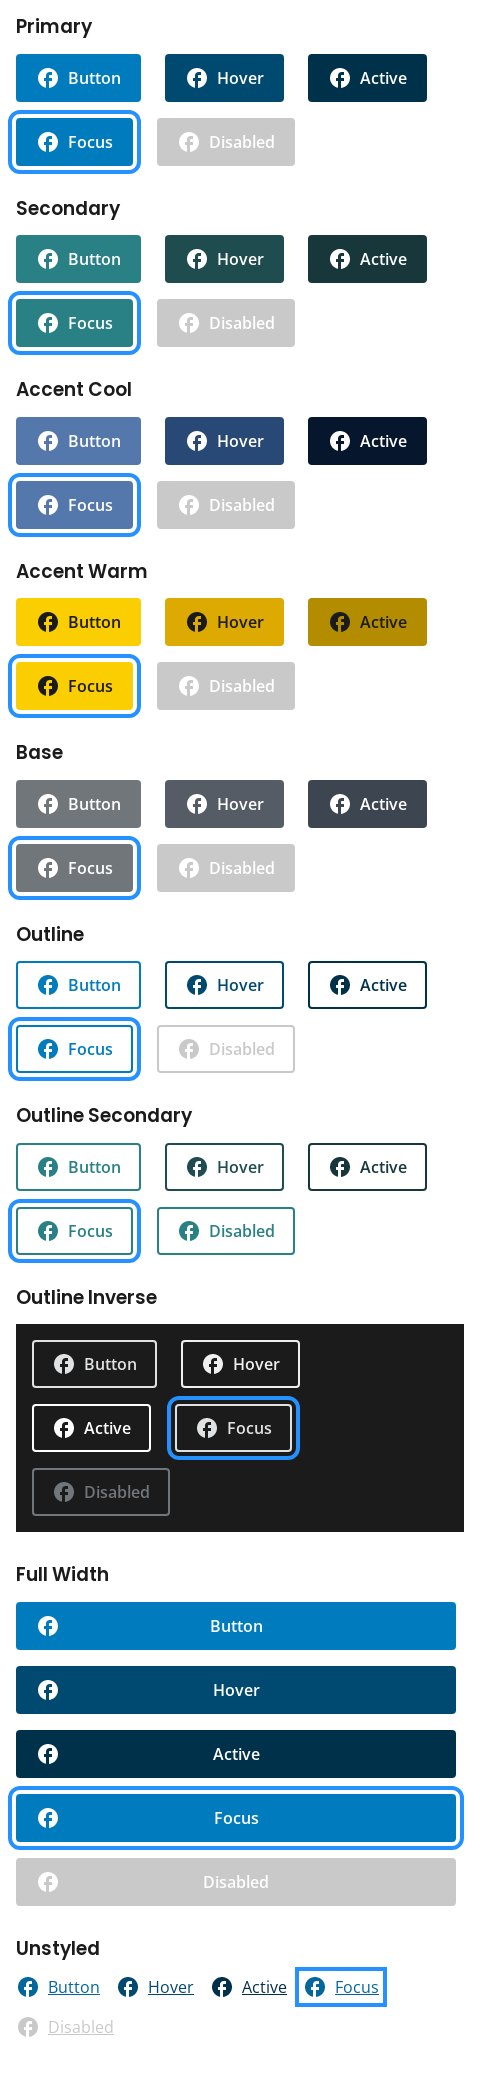 Primary
Button Hover Active
Focus Disabled
Secondary
Button Hover Active
Focus Disabled
Accent Cool
Button Hover Active
Focus Disabled
Accent Warm
Button Hover Active
Focus Disabled
Base
Button Hover Active
Focus Disabled
Outline
Button Hover Active
Focus Disabled
Outline Secondary
Button Hover Active
Focus Disabled
Outline Inverse
Button Hover
Active Focus
Disabled
Full Width
Button
Hover
Active
Focus
Disabled
Unstyled
Button Hover Active Focus
Disabled